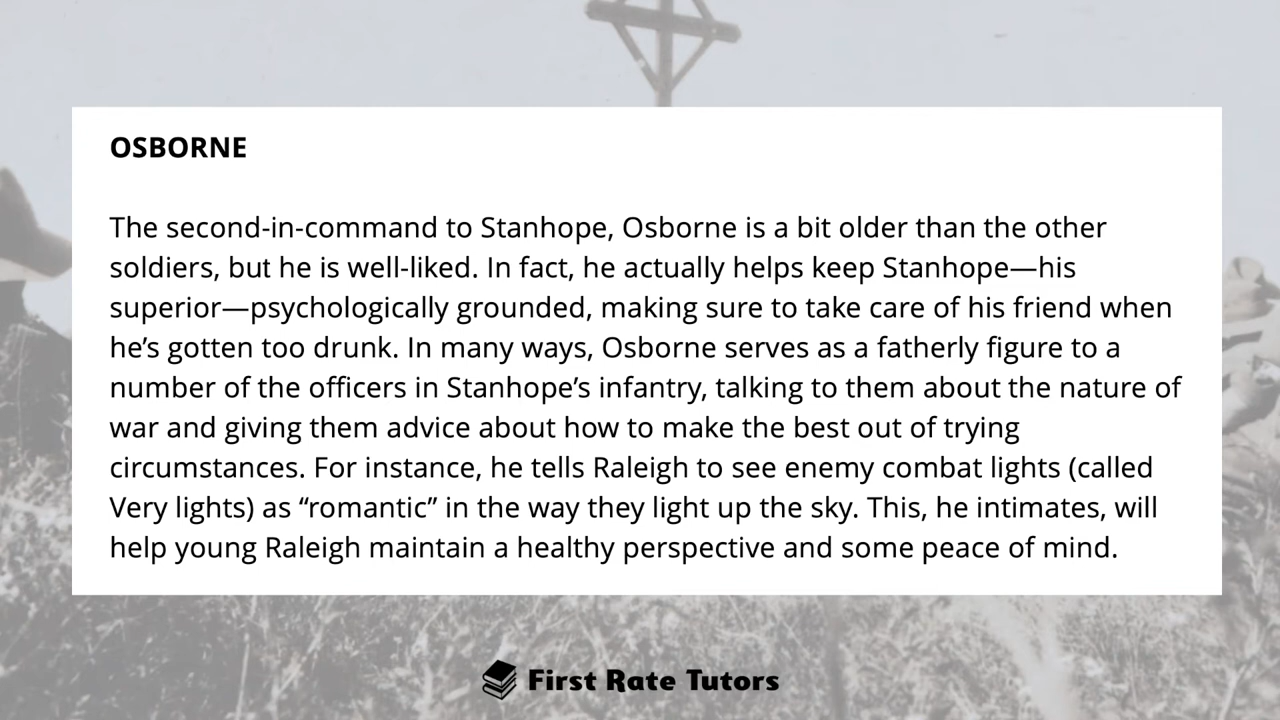 OSBORNE
The second-in-command to Stanhope, Osborne is a bit older than the other
soldiers, but he is well-liked. In fact, he actually helps keep Stanhope—his
superior—psychologically grounded, making sure to take care of his friend when
he’s gotten too drunk. In many ways, Osborne serves as a fatherly figure to a
number of the officers in Stanhope’s infantry, talking to them about the nature of
war and giving them advice about how to make the best out of trying
circumstances. For instance, he tells Raleigh to see enemy combat lights (called
Very lights) as “romantic” in the way they light up the sky. This, he intimates, will
help young Raleigh maintain a healthy perspective and some peace of mind.
First Rate Tutors